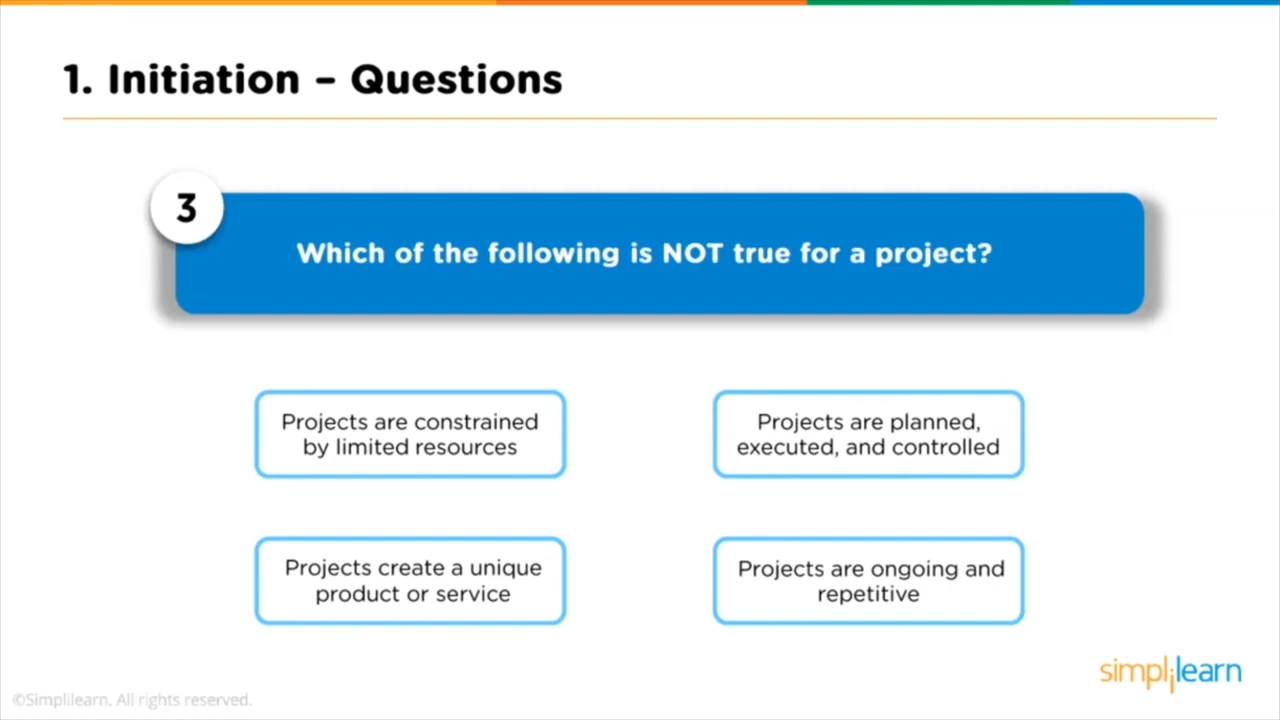 1. Initiation – Questions
3
Which of the following is NOT true for a project?
Projects are constrained
by limited resources
Projects are planned,
executed, and controlled
Projects create a unique
product or service
Projects are ongoing and
repetitive
simplilearn
©Simplilearn. All rights reserved.